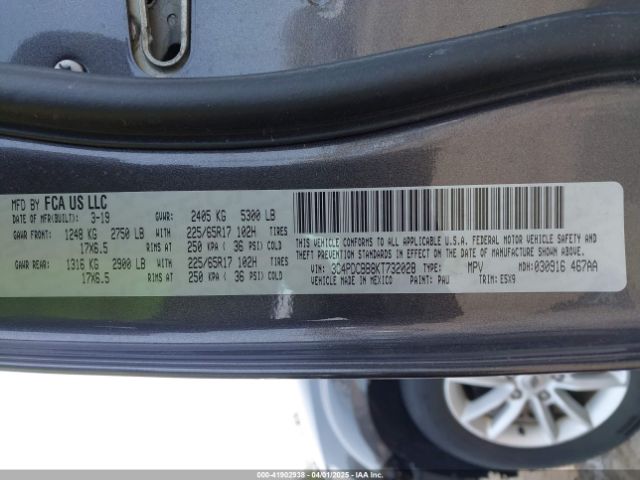 MFD BY FCA US LLC
DATE OF MFR(BUILT): 3-19 GVWR: 2405 KG 5300 LB
GAWR FRONT: 1248 KG 2750 LB WITH 225/65R17 102H TIRES
17X6.5 RIMS AT 250 KPA ( 36 PSI) COLD
GAWR REAR: 1316 KG 2900 LB WITH 225/65R17 102H TIRES
17X6.5 RIMS AT 250 KPA ( 36 PSI) COLD
THIS VEHICLE CONFORMS TO ALL APPLICABLE U.S.A. FEDERAL MOTOR VEHICLE SAFETY AND
THEFT PREVENTION STANDARDS IN EFFECT ON THE DATE OF MANUFACTURE SHOWN ABOVE.
VIN: 3C4PDCBB8KT732028 TYPE: MPV MDH: 030916 467AA
VEHICLE MADE IN MEXICO PAINT: PAU TRIM: E5X9
000-41902938 04/01/2025 IAAI.COM